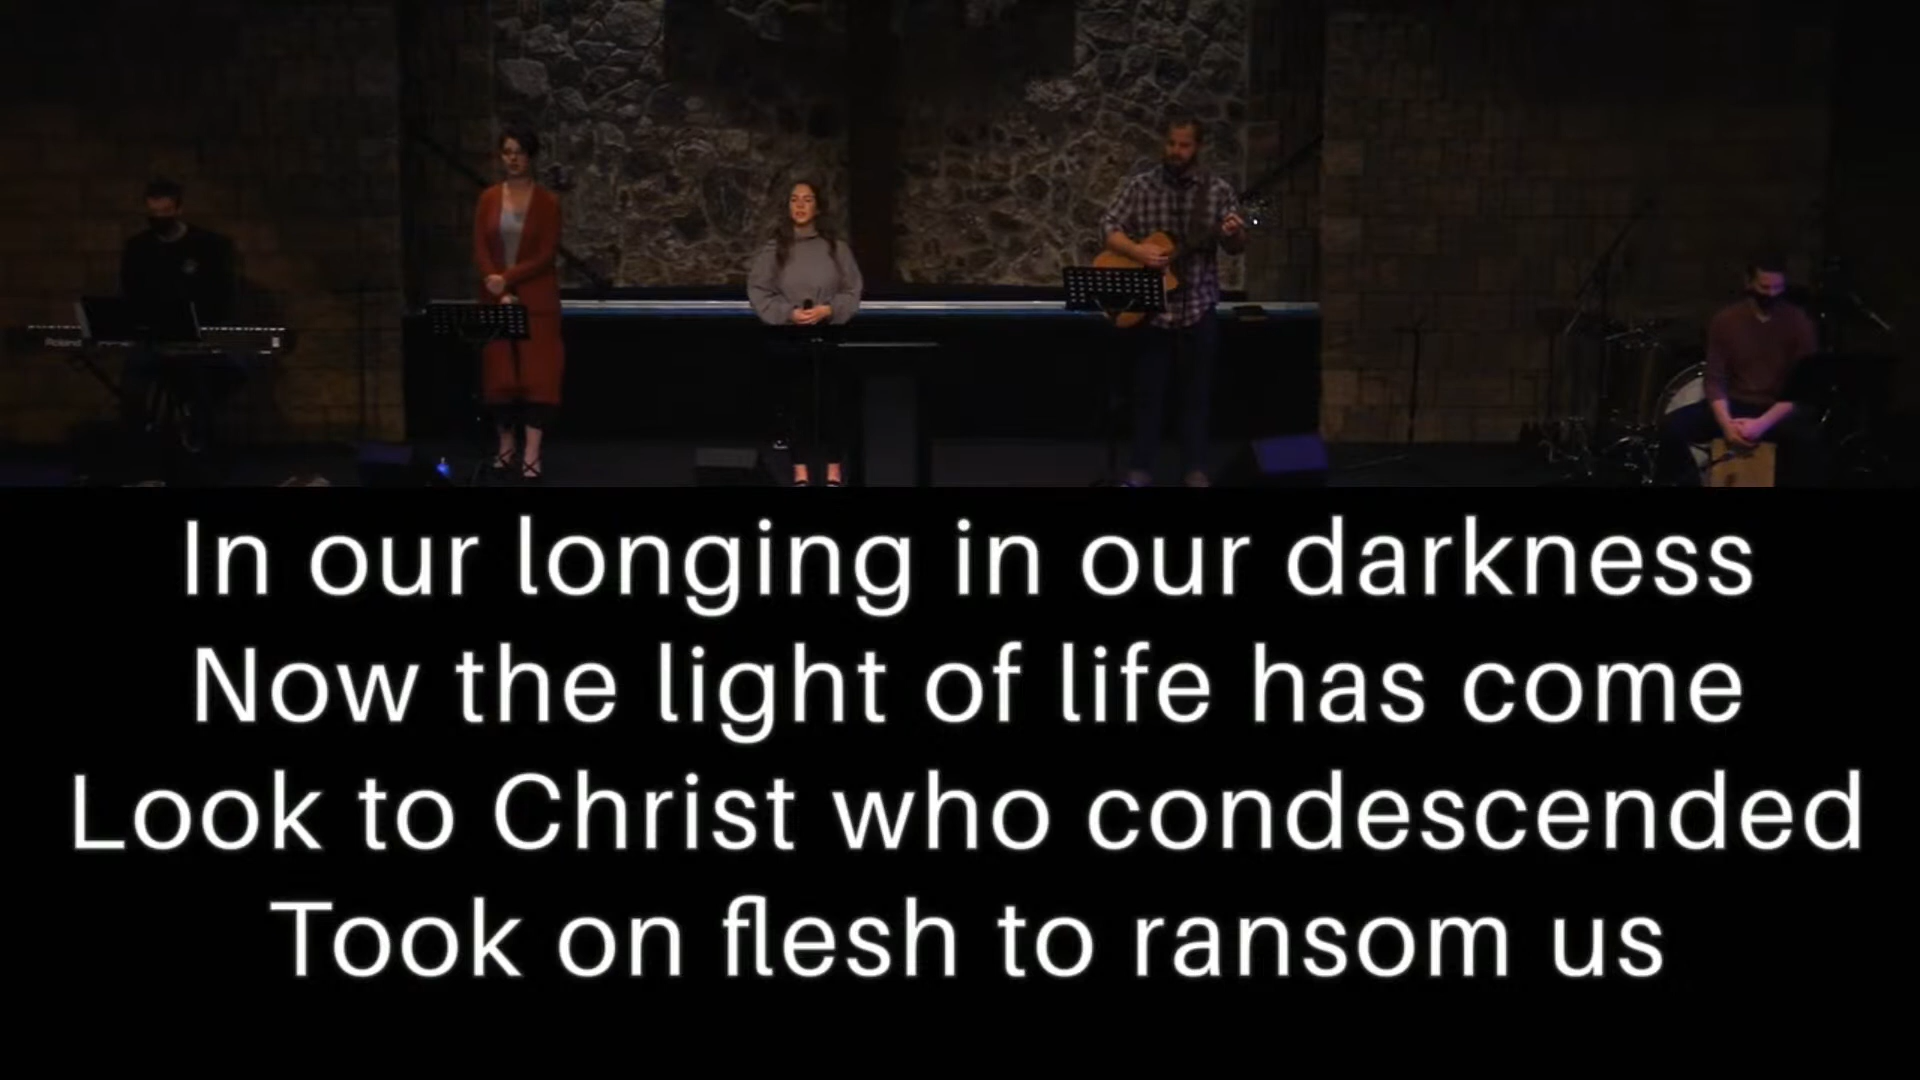 Roland
In our longing in our darkness
Now the light of life has come
Look to Christ who condescended
Took on flesh to ransom us